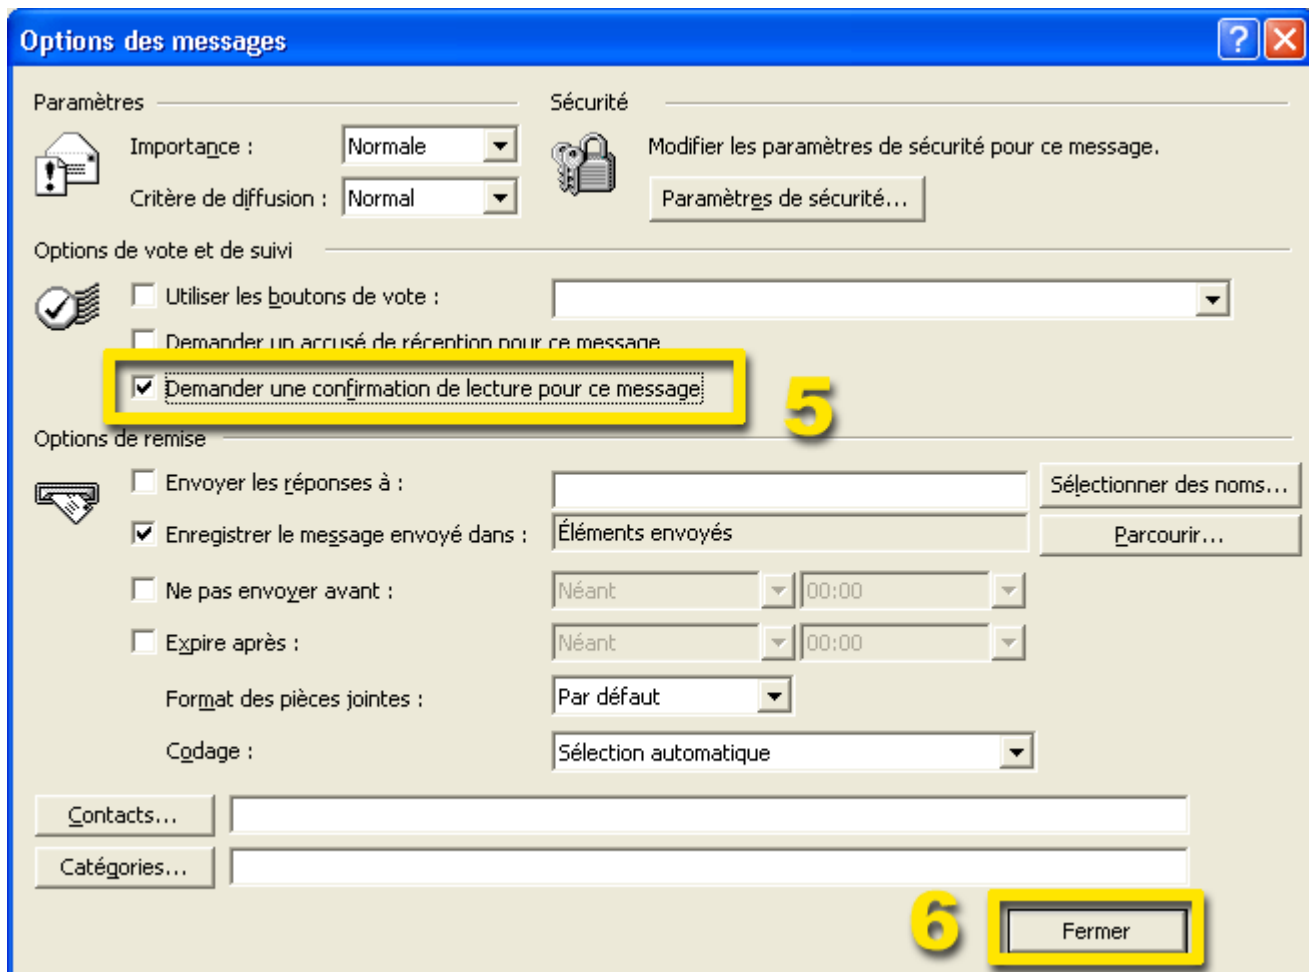 Options des messages
Paramètres
Sécurité
Importance :
Normale
Modifier les paramètres de sécurité pour ce message.
Critère de diffusion :
Normal
Paramètres de sécurité...
Options de vote et de suivi
Utiliser les boutons de vote :
Demander un accusé de réception pour ce message
Demander une confirmation de lecture pour ce message
5
Options de remise
Envoyer les réponses à :
Sélectionner des noms...
Enregistrer le message envoyé dans :
Éléments envoyés
Parcourir...
Ne pas envoyer avant :
Néant
00:00
Expire après :
Néant
00:00
Format des pièces jointes :
Par défaut
Codage :
Sélection automatique
Contacts...
Catégories...
6
Fermer